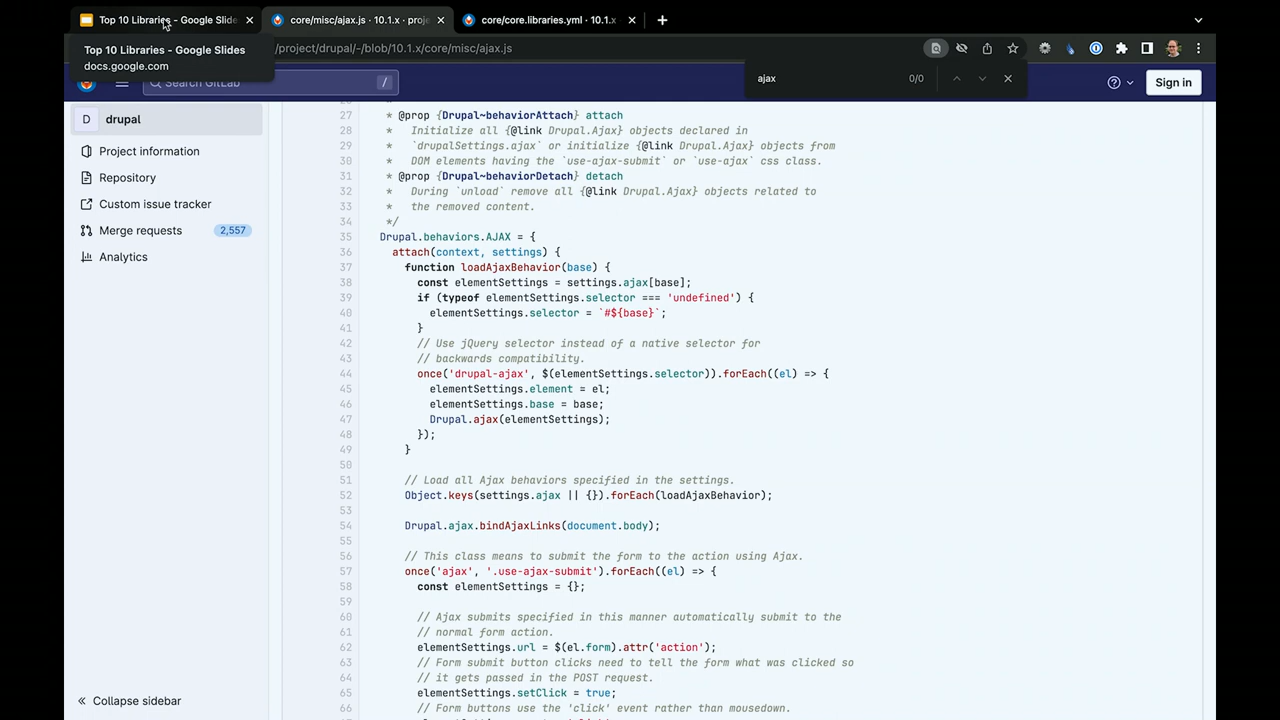 Top 10 Libraries - Google Slide
core/misc/ajax.js · 10.1.x · proje
core/core.libraries.yml · 10.1.x ·
Top 10 Libraries - Google Slides
docs.google.com
/project/drupal/-/blob/10.1.x/core/misc/ajax.js
ajax
0/0
Search GitLab
/
Sign in
D drupal
Project information
Repository
Custom issue tracker
Merge requests 2,557
Analytics
Collapse sidebar
27 * @prop {Drupal~behaviorAttach} attach
28 *   Initialize all {@link Drupal.Ajax} objects declared in
29 *   `drupalSettings.ajax` or initialize {@link Drupal.Ajax} objects from
30 *   DOM elements having the `use-ajax-submit` or `use-ajax` css class.
31 * @prop {Drupal~behaviorDetach} detach
32 *   During `unload` remove all {@link Drupal.Ajax} objects related to
33 *   the removed content.
34 */
35 Drupal.behaviors.AJAX = {
36   attach(context, settings) {
37     function loadAjaxBehavior(base) {
38       const elementSettings = settings.ajax[base];
39       if (typeof elementSettings.selector === 'undefined') {
40         elementSettings.selector = `#${base}`;
41       }
42       // Use jQuery selector instead of a native selector for
43       // backwards compatibility.
44       once('drupal-ajax', $(elementSettings.selector)).forEach((el) => {
45         elementSettings.element = el;
46         elementSettings.base = base;
47         Drupal.ajax(elementSettings);
48       });
49     }
50
51     // Load all Ajax behaviors specified in the settings.
52     Object.keys(settings.ajax || {}).forEach(loadAjaxBehavior);
53
54     Drupal.ajax.bindAjaxLinks(document.body);
55
56     // This class means to submit the form to the action using Ajax.
57     once('ajax', '.use-ajax-submit').forEach((el) => {
58       const elementSettings = {};
59
60       // Ajax submits specified in this manner automatically submit to the
61       // normal form action.
62       elementSettings.url = $(el.form).attr('action');
63       // Form submit button clicks need to tell the form what was clicked so
64       // it gets passed in the POST request.
65       elementSettings.setClick = true;
66       // Form buttons use the 'click' event rather than mousedown.